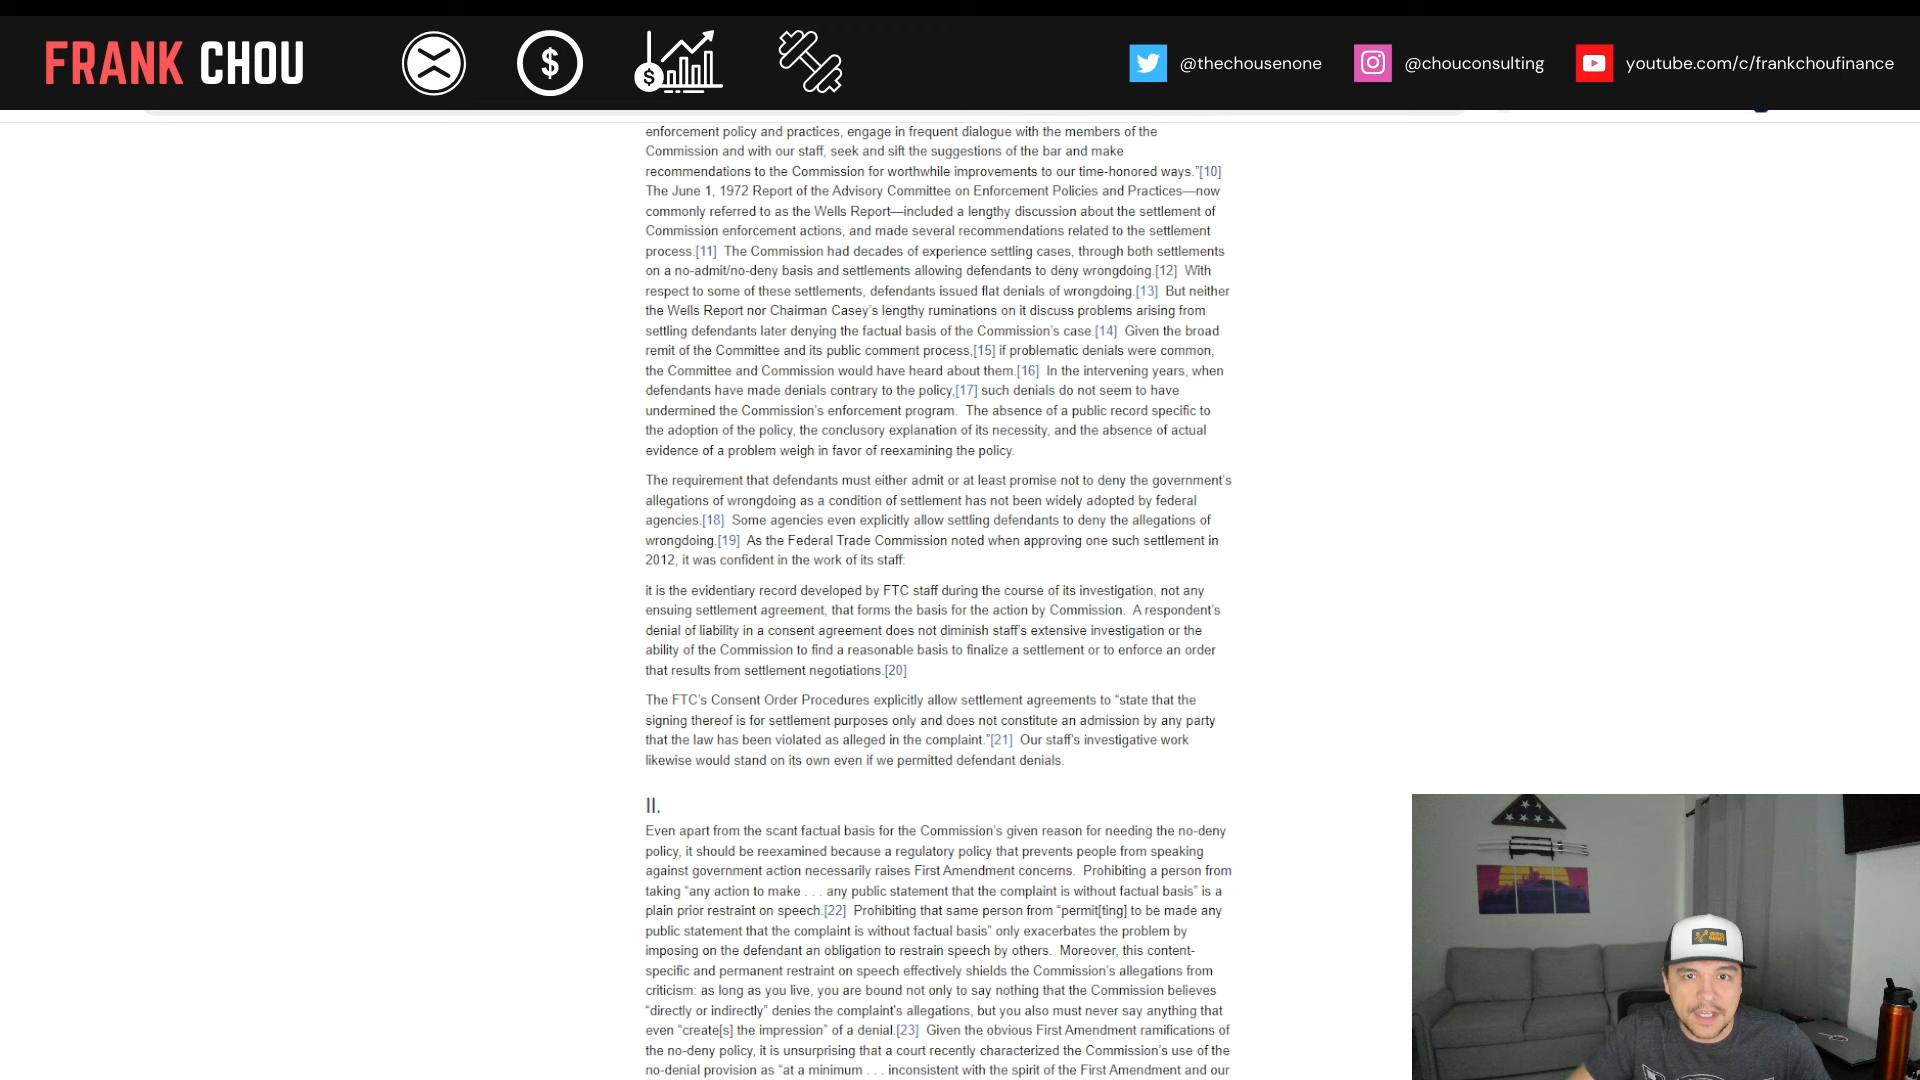 FRANK CHOU
@thechousenone
@chouconsulting
youtube.com/c/frankchoufinance
enforcement policy and practices, engage in frequent dialogue with the members of the
Commission and with our staff, seek and sift the suggestions of the bar and make
recommendations to the Commission for worthwhile improvements to our time-honored ways.”[10]
The June 1, 1972 Report of the Advisory Committee on Enforcement Policies and Practices—now
commonly referred to as the Wells Report—included a lengthy discussion about the settlement of
Commission enforcement actions, and made several recommendations related to the settlement
process.[11]  The Commission had decades of experience settling cases, through both settlements
on a no-admit/no-deny basis and settlements allowing defendants to deny wrongdoing.[12]  With
respect to some of these settlements, defendants issued flat denials of wrongdoing.[13]  But neither
the Wells Report nor Chairman Casey’s lengthy ruminations on it discuss problems arising from
settling defendants later denying the factual basis of the Commission’s case.[14]  Given the broad
remit of the Committee and its public comment process,[15] if problematic denials were common,
the Committee and Commission would have heard about them.[16]  In the intervening years, when
defendants have made denials contrary to the policy,[17] such denials do not seem to have
undermined the Commission’s enforcement program.  The absence of a public record specific to
the adoption of the policy, the conclusory explanation of its necessity, and the absence of actual
evidence of a problem weigh in favor of reexamining the policy.
The requirement that defendants must either admit or at least promise not to deny the government’s
allegations of wrongdoing as a condition of settlement has not been widely adopted by federal
agencies.[18]  Some agencies even explicitly allow settling defendants to deny the allegations of
wrongdoing.[19]  As the Federal Trade Commission noted when approving one such settlement in
2012, it was confident in the work of its staff:
it is the evidentiary record developed by FTC staff during the course of its investigation, not any
ensuing settlement agreement, that forms the basis for the action by Commission.  A respondent’s
denial of liability in a consent agreement does not diminish staff’s extensive investigation or the
ability of the Commission to find a reasonable basis to finalize a settlement or to enforce an order
that results from settlement negotiations.[20]
The FTC’s Consent Order Procedures explicitly allow settlement agreements to “state that the
signing thereof is for settlement purposes only and does not constitute an admission by any party
that the law has been violated as alleged in the complaint.”[21]  Our staff’s investigative work
likewise would stand on its own even if we permitted defendant denials.
II.
Even apart from the scant factual basis for the Commission’s given reason for needing the no-deny
policy, it should be reexamined because a regulatory policy that prevents people from speaking
against government action necessarily raises First Amendment concerns.  Prohibiting a person from
taking “any action to make . . . any public statement that the complaint is without factual basis” is a
plain prior restraint on speech.[22]  Prohibiting that same person from “permit[ting] to be made any
public statement that the complaint is without factual basis” only exacerbates the problem by
imposing on the defendant an obligation to restrain speech by others.  Moreover, this content-
specific and permanent restraint on speech effectively shields the Commission’s allegations from
criticism: as long as you live, you are bound not only to say nothing that the Commission believes
“directly or indirectly” denies the complaint’s allegations, but you also must never say anything that
even “create[s] the impression” of a denial.[23]  Given the obvious First Amendment ramifications of
the no-deny policy, it is unsurprising that a court recently characterized the Commission’s use of the
no-denial provision as “at a minimum . . . inconsistent with the spirit of the First Amendment and our